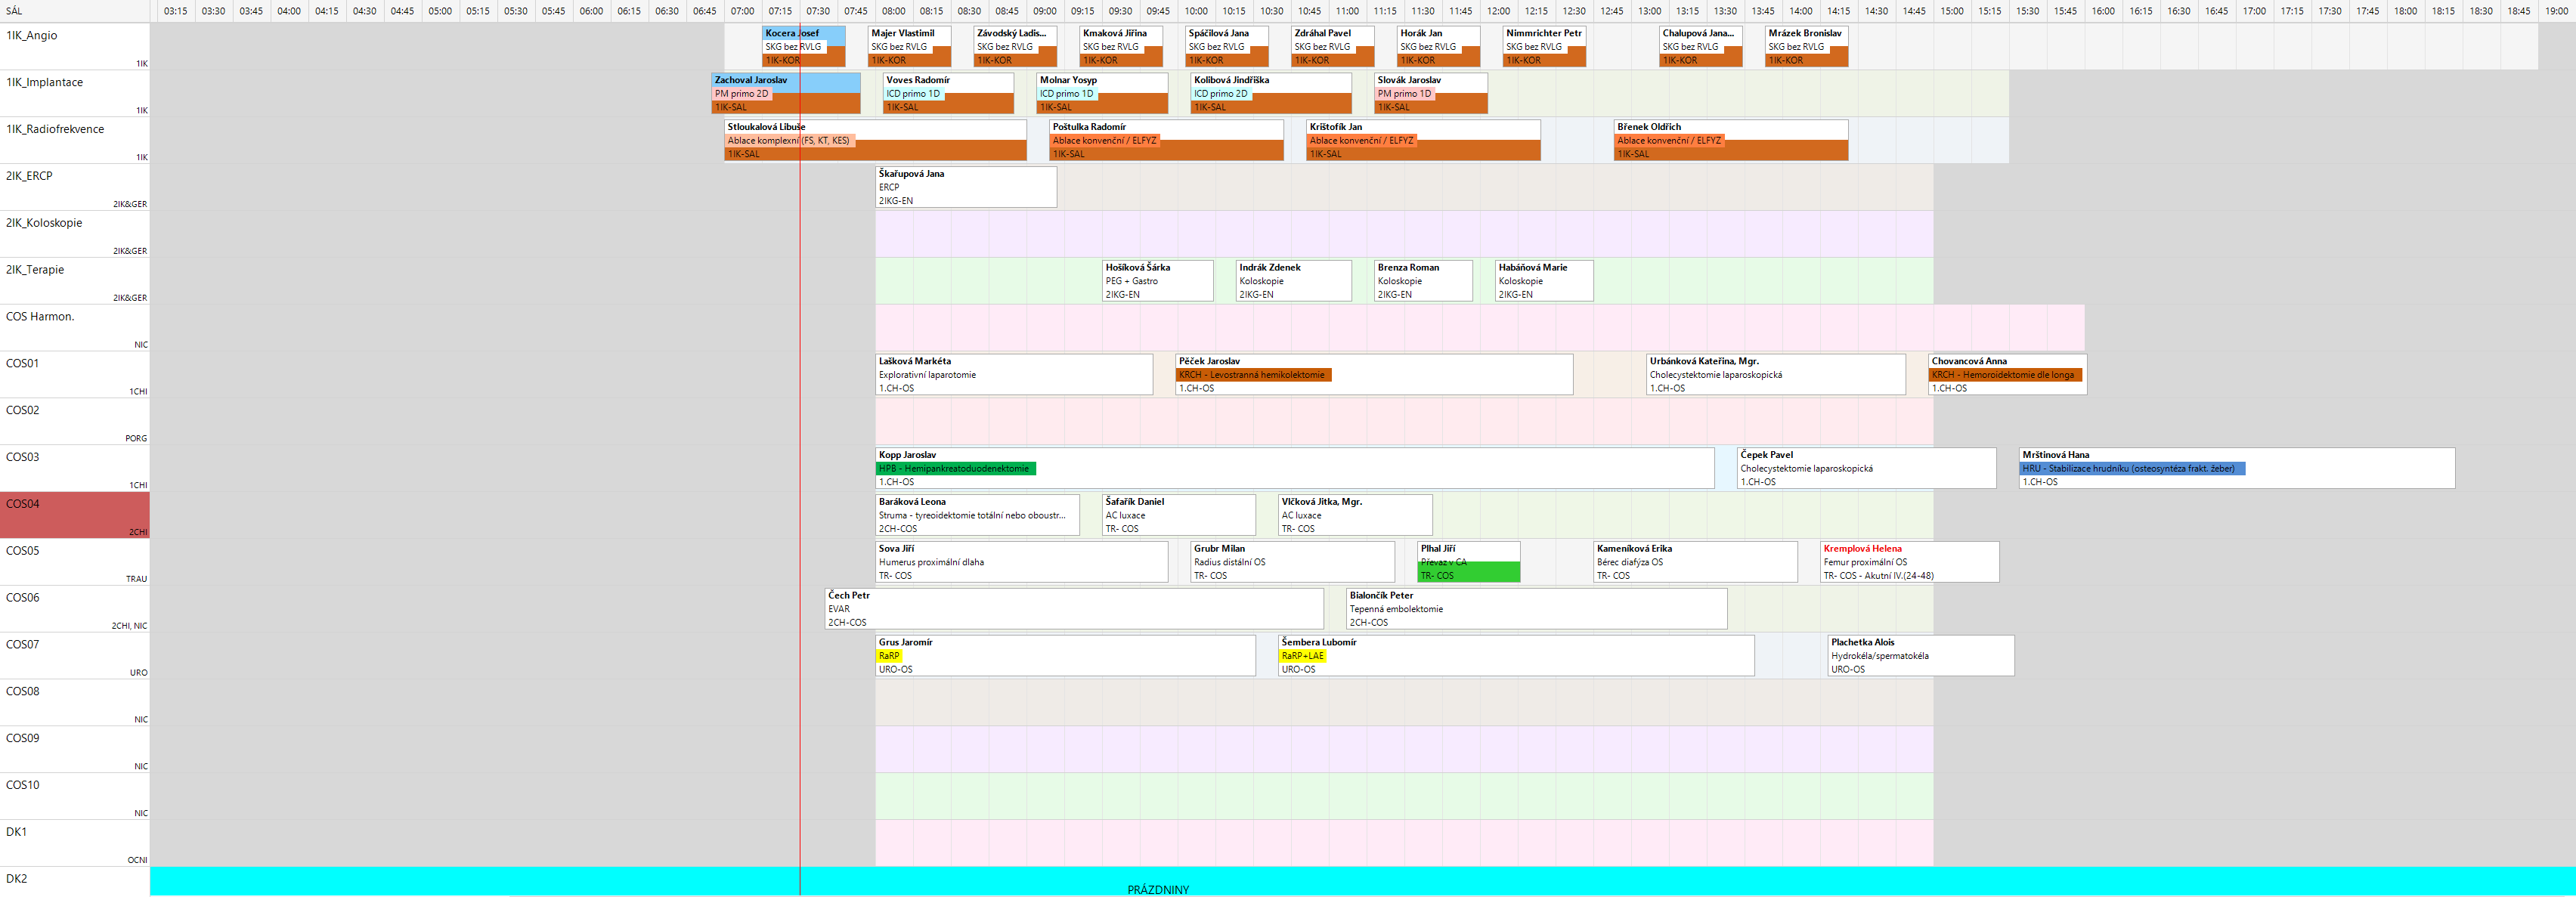 SÁL 03:15 03:30 03:45 04:00 04:15 04:30 04:45 05:00 05:15 05:30 05:45 06:00 06:15 06:30 06:45 07:00 07:15 07:30 07:45 08:00 08:15 08:30 08:45 09:00 09:15 09:30 09:45 10:00 10:15 10:30 10:45 11:00 11:15 11:30 11:45 12:00 12:15 12:30 12:45 13:00 13:15 13:30 13:45 14:00 14:15 14:30 14:45 15:00 15:15 15:30 15:45 16:00 16:15 16:30 16:45 17:00 17:15 17:30 17:45 18:00 18:15 18:30 18:45 19:00
1IK_Angio
1IK
Kocera Josef
SKG bez RVLG
1IK-KOR
Majer Vlastimil
SKG bez RVLG
1IK-KOR
Závodský Ladis...
SKG bez RVLG
1IK-KOR
Kmaková Jiřina
SKG bez RVLG
1IK-KOR
Spáčilová Jana
SKG bez RVLG
1IK-KOR
Zdráhal Pavel
SKG bez RVLG
1IK-KOR
Horák Jan
SKG bez RVLG
1IK-KOR
Nimmrichter Petr
SKG bez RVLG
1IK-KOR
Chalupová Jana...
SKG bez RVLG
1IK-KOR
Mrázek Bronislav
SKG bez RVLG
1IK-KOR
1IK_Implantace
1IK
Zachoval Jaroslav
PM primo 2D
1IK-SAL
Voves Radomír
ICD primo 1D
1IK-SAL
Molnar Yosyp
ICD primo 1D
1IK-SAL
Kolibová Jindřiška
ICD primo 2D
1IK-SAL
Slovák Jaroslav
PM primo 1D
1IK-SAL
1IK_Radiofrekvence
1IK
Stloukalová Libuše
Ablace komplexní (FS, KT, KES)
1IK-SAL
Poštulka Radomír
Ablace konvenční / ELFYZ
1IK-SAL
Krištofík Jan
Ablace konvenční / ELFYZ
1IK-SAL
Břenek Oldřich
Ablace konvenční / ELFYZ
1IK-SAL
2IK_ERCP
2IK&GER
Škařupová Jana
ERCP
2IKG-EN
2IK_Koloskopie
2IK&GER
2IK_Terapie
2IK&GER
Hošíková Šárka
PEG + Gastro
2IKG-EN
Indrák Zdenek
Koloskopie
2IKG-EN
Brenza Roman
Koloskopie
2IKG-EN
Habáňová Marie
Koloskopie
2IKG-EN
COS Harmon.
NIC
COS01
1CHI
Lašková Markéta
Explorativní laparotomie
1.CH-OS
Pěček Jaroslav
KRCH - Levostranná hemikolektomie
1.CH-OS
Urbánková Kateřina, Mgr.
Cholecystektomie laparoskopická
1.CH-OS
Chovancová Anna
KRCH - Hemoroidektomie dle longa
1.CH-OS
COS02
PORG
COS03
1CHI
Kopp Jaroslav
HPB - Hemipankreatoduodenektomie
1.CH-OS
Čepek Pavel
Cholecystektomie laparoskopická
1.CH-OS
Mrštinová Hana
HRU - Stabilizace hrudníku (osteosyntéza frakt. žeber)
1.CH-OS
COS04
2CHI
Baráková Leona
Struma - tyreoidektomie totální nebo oboustr...
2CH-COS
Šafařík Daniel
AC luxace
TR- COS
Vlčková Jitka, Mgr.
AC luxace
TR- COS
COS05
TRAU
Sova Jiří
Humerus proximální dlaha
TR- COS
Grubr Milan
Radius distální OS
TR- COS
Plhal Jiří
Převaz v CA
TR- COS
Kameníková Erika
Bérec diafýza OS
TR- COS
Kremplová Helena
Femur proximální OS
TR- COS - Akutní IV.(24-48)
COS06
2CHI, NIC
Čech Petr
EVAR
2CH-COS
Bialončík Peter
Tepenná embolektomie
2CH-COS
COS07
URO
Grus Jaromír
RaRP
URO-OS
Šembera Lubomír
RaRP+LAE
URO-OS
Plachetka Alois
Hydrokéla/spermatokéla
URO-OS
COS08
NIC
COS09
NIC
COS10
NIC
DK1
OCNI
DK2
PRÁZDNINY